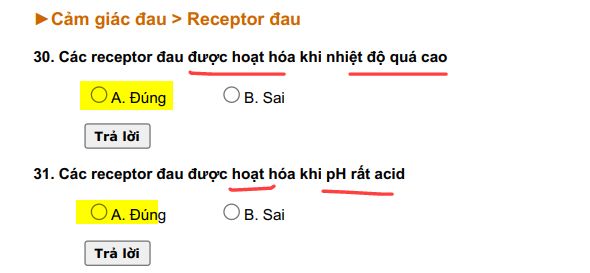 ►Cảm giác đau > Receptor đau
30. Các receptor đau được hoạt hóa khi nhiệt độ quá cao
A. Đúng B. Sai
Trả lời
31. Các receptor đau được hoạt hóa khi pH rất acid
A. Đúng B. Sai
Trả lời